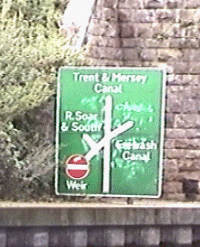 Trent & Mersey
Canal
R.Soar
& South
Erewash
Canal
Weir